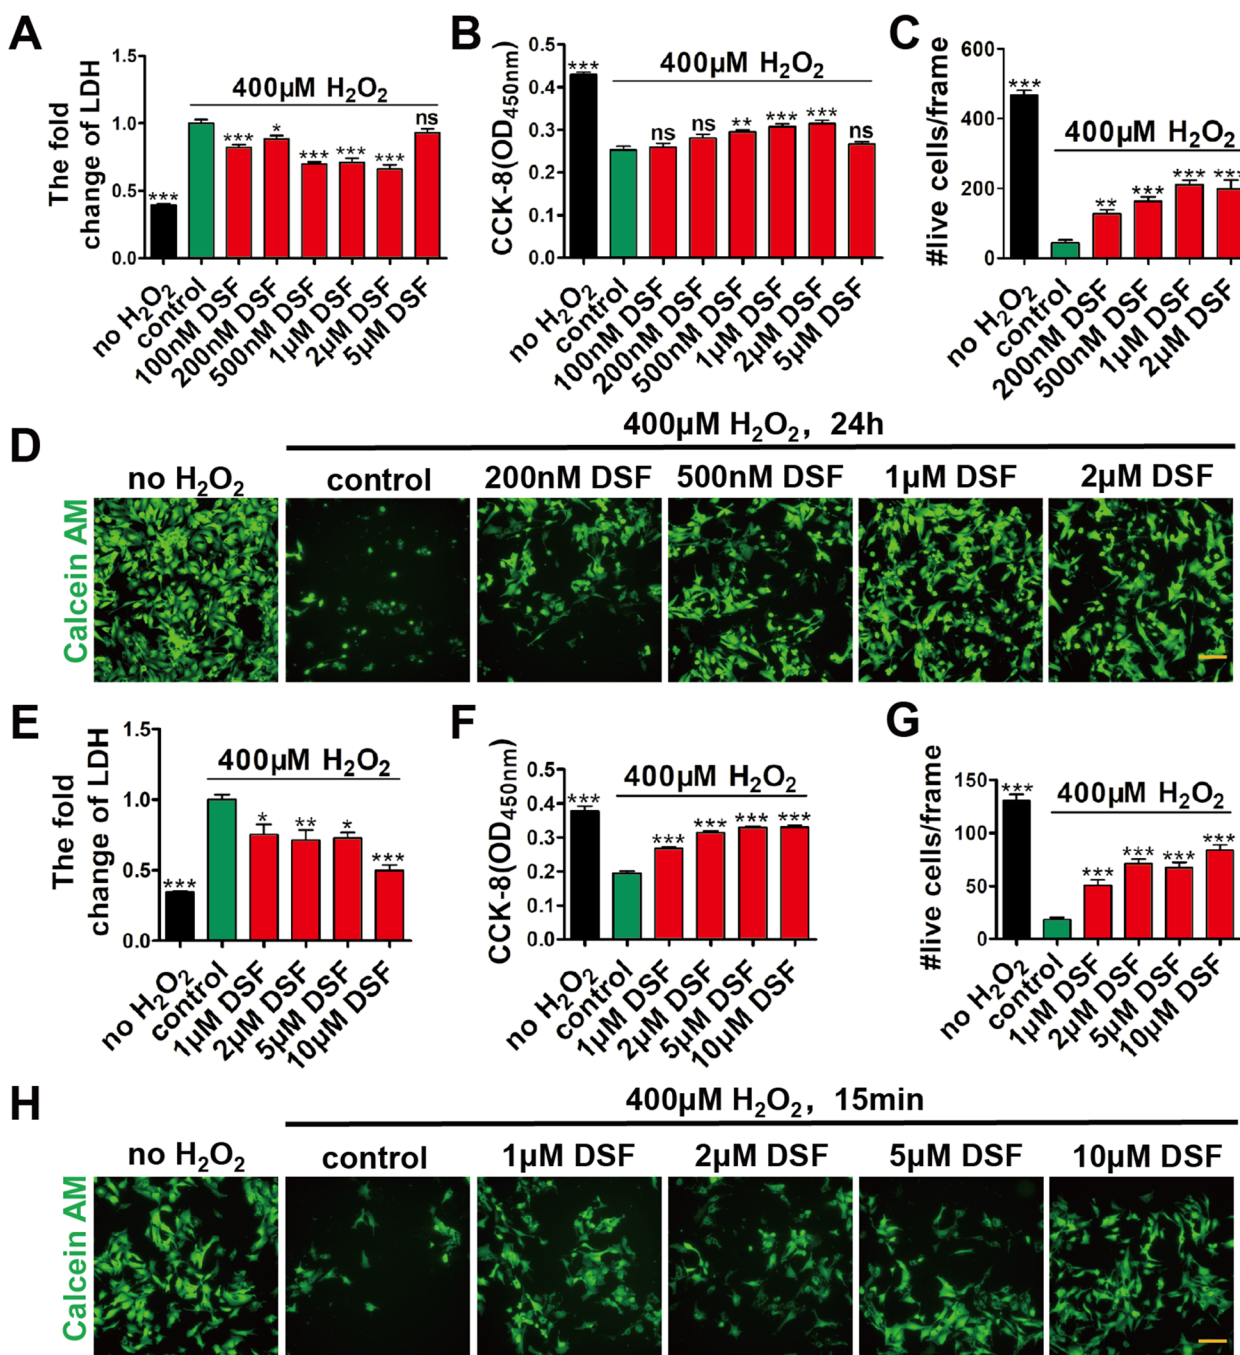 A
The fold
change of LDH
1.5
1.0
0.5
0.0
400μM H₂O₂
***
***
*
***
***
***
ns
no H₂O₂
control
100nM DSF
200nM DSF
500nM DSF
1μM DSF
2μM DSF
5μM DSF
B
CCK-8(OD450nm)
0.5
0.4
0.3
0.2
0.1
0.0
400μM H₂O₂
***
ns
ns
**
***
***
ns
no H₂O₂
control
100nM DSF
200nM DSF
500nM DSF
1μM DSF
2μM DSF
5μM DSF
C
#live cells/frame
600
400
200
0
400μM H₂O₂
***
**
***
***
***
no H₂O₂
control
200nM DSF
500nM DSF
1μM DSF
2μM DSF
D
400μM H₂O₂, 24h
no H₂O₂
control
200nM DSF
500nM DSF
1μM DSF
2μM DSF
Calcein AM
E
The fold
change of LDH
1.5
1.0
0.5
0.0
400μM H₂O₂
***
*
**
*
***
no H₂O₂
control
1μM DSF
2μM DSF
5μM DSF
10μM DSF
F
CCK-8(OD450nm)
0.5
0.4
0.3
0.2
0.1
0.0
400μM H₂O₂
***
***
***
***
***
no H₂O₂
control
1μM DSF
2μM DSF
5μM DSF
10μM DSF
G
#live cells/frame
150
100
50
0
400μM H₂O₂
***
***
***
***
***
no H₂O₂
control
1μM DSF
2μM DSF
5μM DSF
10μM DSF
H
400μM H₂O₂, 15min
no H₂O₂
control
1μM DSF
2μM DSF
5μM DSF
10μM DSF
Calcein AM